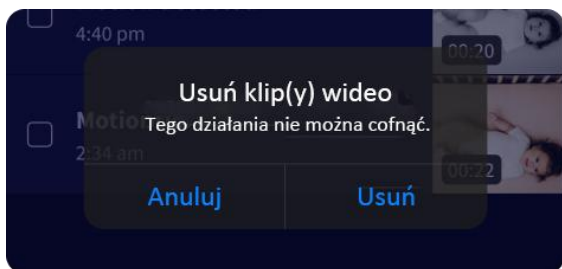 4:40 pm
00:20
Usuń klip(y) wideo
Motio
Tego działania nie można cofnąć.
2:34 am
00:22
Anuluj
Usuń